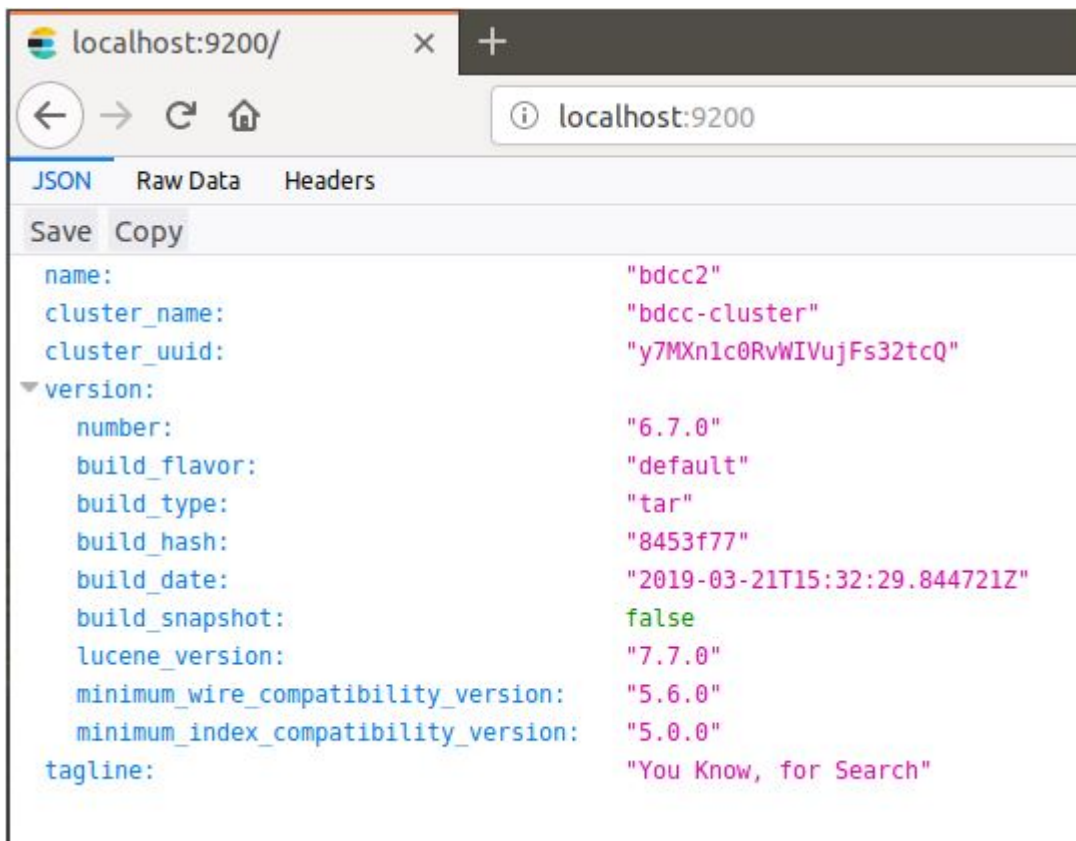 localhost:9200/
localhost:9200
JSON Raw Data Headers
Save Copy
name: "bdcc2"
cluster_name: "bdcc-cluster"
cluster_uuid: "y7MXn1c0RvWIVujFs32tcQ"
version:
number: "6.7.0"
build_flavor: "default"
build_type: "tar"
build_hash: "8453f77"
build_date: "2019-03-21T15:32:29.844721Z"
build_snapshot: false
lucene_version: "7.7.0"
minimum_wire_compatibility_version: "5.6.0"
minimum_index_compatibility_version: "5.0.0"
tagline: "You Know, for Search"